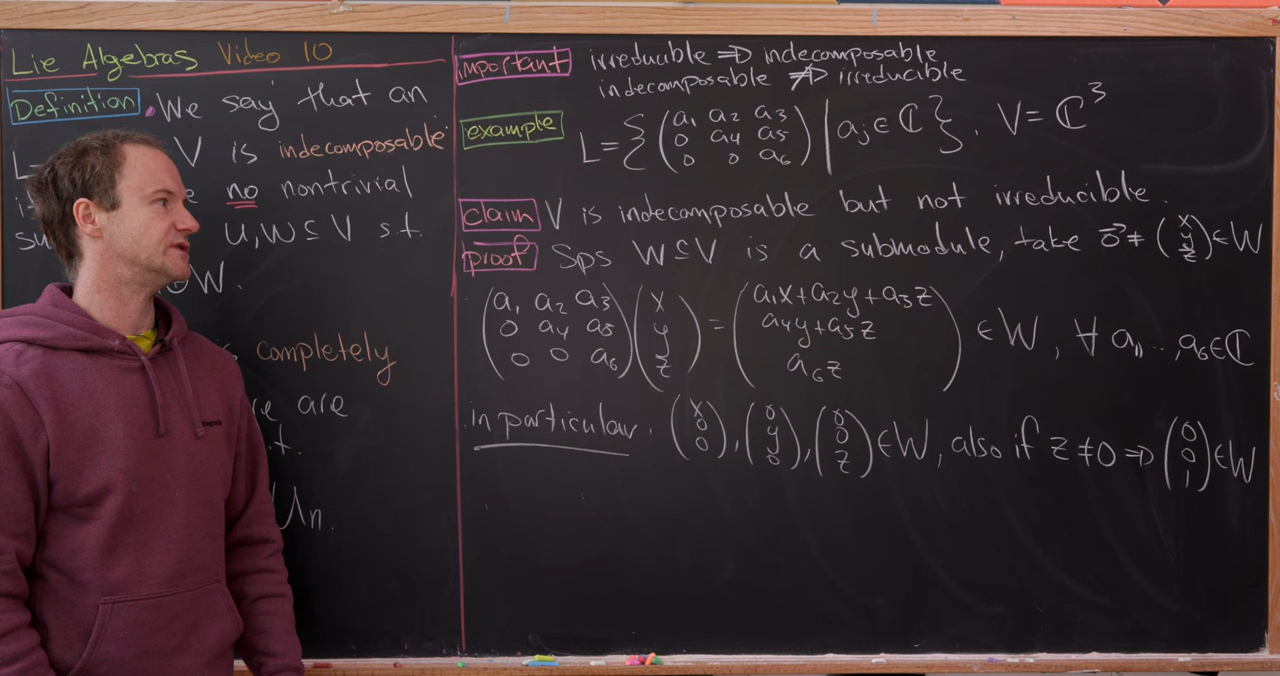 Lie Algebras Video 10
Definition • We say that an
L V is indecomposable
no nontrivial
su U, W ⊆ V s.t.
W.
completely
re are
.t.
Un.
important irreducible ⇒ indecomposable
indecomposable ⇏ irreducible
example L = { ( a₁ a₂ a₃ ; 0 a₄ a₅ ; 0 0 a₆ ) | aⱼ ∈ ℂ }, V = ℂ³
claim V is indecomposable but not irreducible.
proof Sps W ⊆ V is a submodule, take 0⃗ ≠ ( x ; y ; z ) ∈ W
( a₁ a₂ a₃ ; 0 a₄ a₅ ; 0 0 a₆ ) ( x ; y ; z ) = ( a₁x + a₂y + a₃z ; a₄y + a₅z ; a₆z ) ∈ W, ∀ a₁, ..., a₆ ∈ ℂ
in particular. ( x ; 0 ; 0 ), ( 0 ; y ; 0 ), ( 0 ; 0 ; z ) ∈ W, also if z ≠ 0 ⇒ ( 0 ; 0 ; 1 ) ∈ W